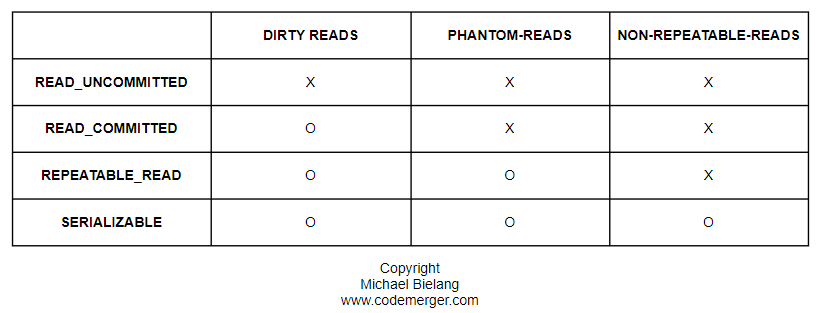 DIRTY READS PHANTOM-READS NON-REPEATABLE-READS
READ_UNCOMMITTED X X X
READ_COMMITTED O X X
REPEATABLE_READ O O X
SERIALIZABLE O O O
Copyright
Michael Bielang
www.codemerger.com